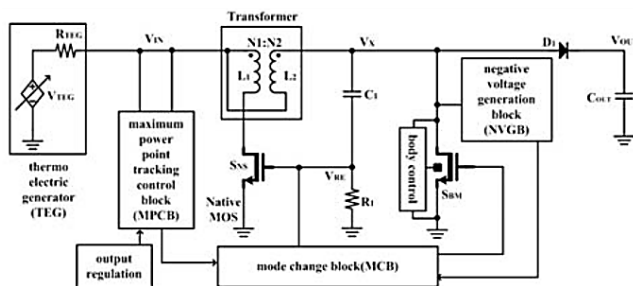 Transformer
RTEG
VIN
N1:N2
VX
D1
VOUT
L1
L2
VTEG
C1
negative
voltage
generation
block
(NVGB)
COUT
maximum
power
point
tracking
control
block
(MPCB)
thermo
electric
generator
(TEG)
SNS
Native
MOS
VRE
R1
body control
SBM
output
regulation
mode change block(MCB)